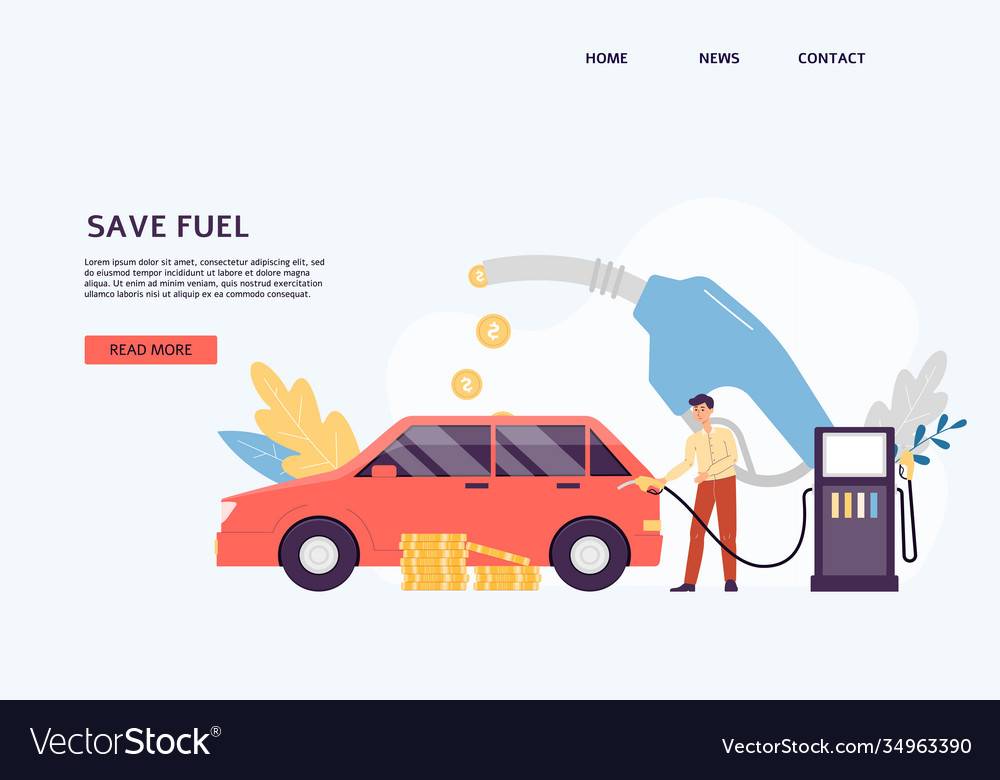 HOME NEWS CONTACT
SAVE FUEL
Lorem ipsum dolor sit amet, consectetur adipiscing elit, sed
do eiusmod tempor incididunt ut labore et dolore magna
aliqua. Ut enim minim veniam, quis nostrud exercitation
ullamco laboris nisi ut aliquip ex ea commodo consequat.
READ MORE
VectorStock®
VectorStock.com/34963390